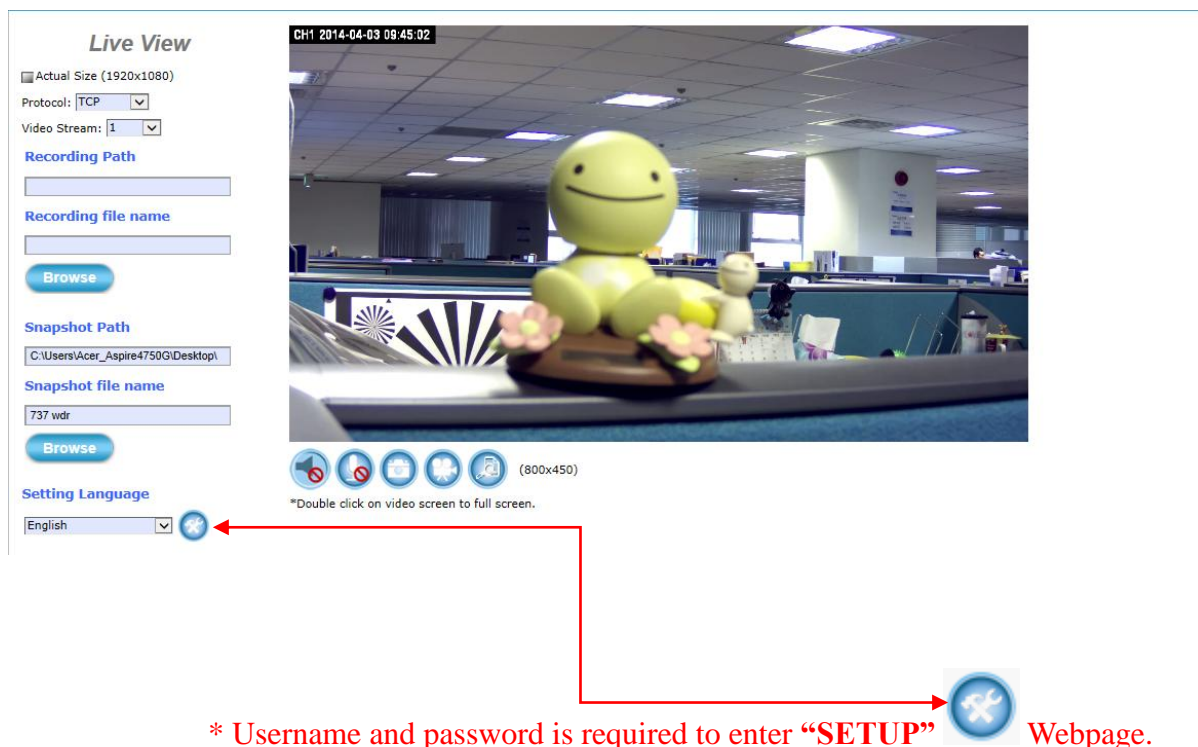 Live View
Actual Size (1920x1080)
Protocol: TCP
Video Stream: 1
Recording Path
Recording file name
Browse
Snapshot Path
C:\Users\Acer_Aspire4750G\Desktop\
Snapshot file name
737 wdr
Browse
Setting Language
English
CH1 2014-04-03 09:45:02
(800x450)
*Double click on video screen to full screen.
* Username and password is required to enter “SETUP” Webpage.